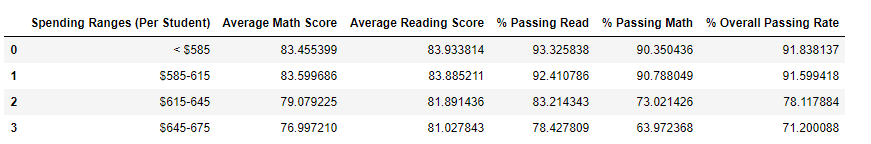 Spending Ranges (Per Student) Average Math Score Average Reading Score % Passing Read % Passing Math % Overall Passing Rate
0 < $585 83.455399 83.933814 93.325838 90.350436 91.838137
1 $585-615 83.599686 83.885211 92.410786 90.788049 91.599418
2 $615-645 79.079225 81.891436 83.214343 73.021426 78.117884
3 $645-675 76.997210 81.027843 78.427809 63.972368 71.200088